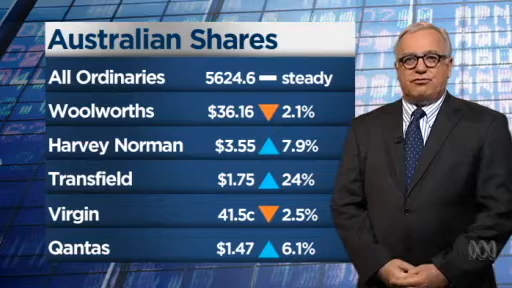 Australian Shares
All Ordinaries 5624.6 steady
Woolworths $36.16 2.1%
Harvey Norman $3.55 7.9%
Transfield $1.75 24%
Virgin 41.5c 2.5%
Qantas $1.47 6.1%